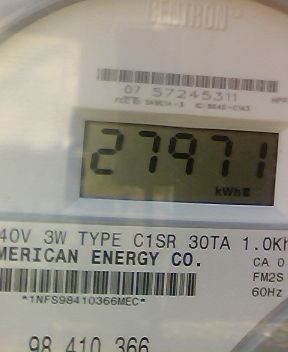 CENTRON
07 57245311
27971
kWh
40V 3W TYPE C1SR 30TA 1.0Kh
MERICAN ENERGY CO.
CA 0
FM2S
60Hz
*1NFS98410366MEC*
98 410 366